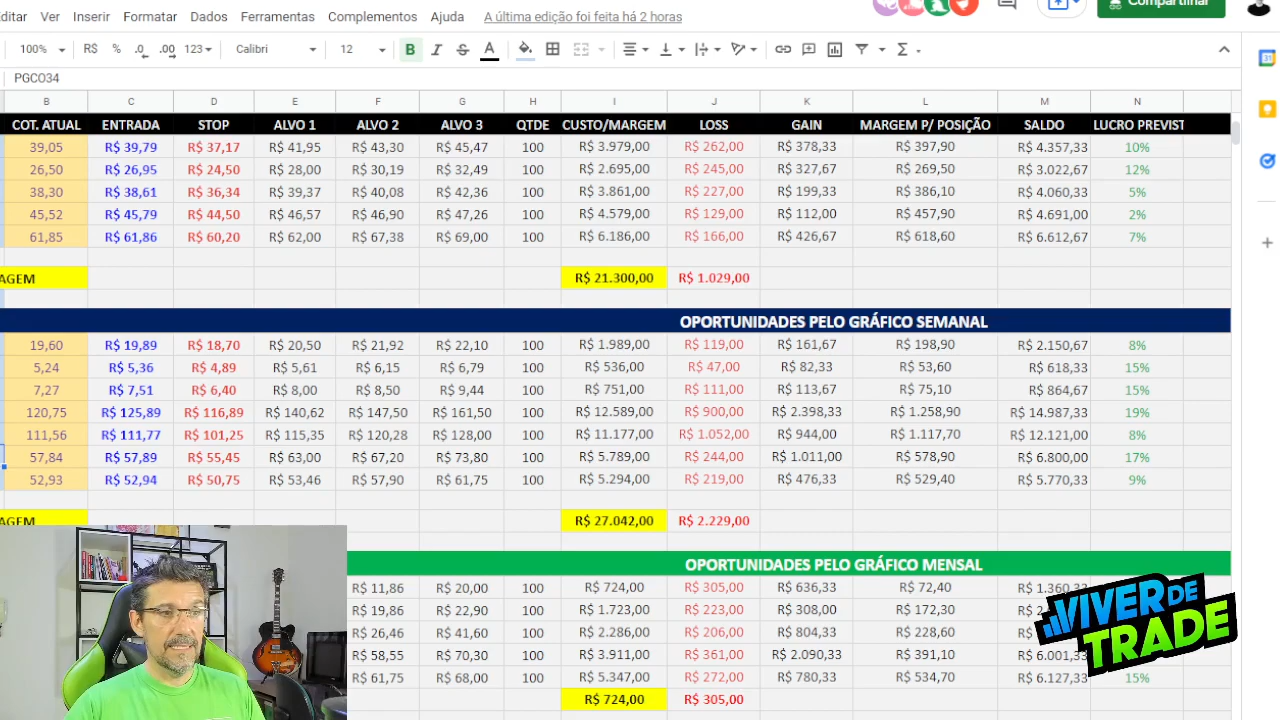 Editar Ver Inserir Formatar Dados Ferramentas Complementos Ajuda A última edição foi feita há 2 horas Compartilhar
100% R$ % .0 .00 123 Calibri 12 B I S A Σ
PGCO34
B C D E F G H I J K L M N
COT. ATUAL ENTRADA STOP ALVO 1 ALVO 2 ALVO 3 QTDE CUSTO/MARGEM LOSS GAIN MARGEM P/ POSIÇÃO SALDO LUCRO PREVIST
39,05 R$ 39,79 R$ 37,17 R$ 41,95 R$ 43,30 R$ 45,47 100 R$ 3.979,00 R$ 262,00 R$ 378,33 R$ 397,90 R$ 4.357,33 10%
26,50 R$ 26,95 R$ 24,50 R$ 28,00 R$ 30,19 R$ 32,49 100 R$ 2.695,00 R$ 245,00 R$ 327,67 R$ 269,50 R$ 3.022,67 12%
38,30 R$ 38,61 R$ 36,34 R$ 39,37 R$ 40,08 R$ 42,36 100 R$ 3.861,00 R$ 227,00 R$ 199,33 R$ 386,10 R$ 4.060,33 5%
45,52 R$ 45,79 R$ 44,50 R$ 46,57 R$ 46,90 R$ 47,26 100 R$ 4.579,00 R$ 129,00 R$ 112,00 R$ 457,90 R$ 4.691,00 2%
61,85 R$ 61,86 R$ 60,20 R$ 62,00 R$ 67,38 R$ 69,00 100 R$ 6.186,00 R$ 166,00 R$ 426,67 R$ 618,60 R$ 6.612,67 7%
AGEM R$ 21.300,00 R$ 1.029,00
OPORTUNIDADES PELO GRÁFICO SEMANAL
19,60 R$ 19,89 R$ 18,70 R$ 20,50 R$ 21,92 R$ 22,10 100 R$ 1.989,00 R$ 119,00 R$ 161,67 R$ 198,90 R$ 2.150,67 8%
5,24 R$ 5,36 R$ 4,89 R$ 5,61 R$ 6,15 R$ 6,79 100 R$ 536,00 R$ 47,00 R$ 82,33 R$ 53,60 R$ 618,33 15%
7,27 R$ 7,51 R$ 6,40 R$ 8,00 R$ 8,50 R$ 9,44 100 R$ 751,00 R$ 111,00 R$ 113,67 R$ 75,10 R$ 864,67 15%
120,75 R$ 125,89 R$ 116,89 R$ 140,62 R$ 147,50 R$ 161,50 100 R$ 12.589,00 R$ 900,00 R$ 2.398,33 R$ 1.258,90 R$ 14.987,33 19%
111,56 R$ 111,77 R$ 101,25 R$ 115,35 R$ 120,28 R$ 128,00 100 R$ 11.177,00 R$ 1.052,00 R$ 944,00 R$ 1.117,70 R$ 12.121,00 8%
57,84 R$ 57,89 R$ 55,45 R$ 63,00 R$ 67,20 R$ 73,80 100 R$ 5.789,00 R$ 244,00 R$ 1.011,00 R$ 578,90 R$ 6.800,00 17%
52,93 R$ 52,94 R$ 50,75 R$ 53,46 R$ 57,90 R$ 61,75 100 R$ 5.294,00 R$ 219,00 R$ 476,33 R$ 529,40 R$ 5.770,33 9%
AGEM R$ 27.042,00 R$ 2.229,00
OPORTUNIDADES PELO GRÁFICO MENSAL
R$ 11,86 R$ 20,00 100 R$ 724,00 R$ 305,00 R$ 636,33 R$ 72,40 R$ 1.360,33
R$ 19,86 R$ 22,90 100 R$ 1.723,00 R$ 223,00 R$ 308,00 R$ 172,30
R$ 26,46 R$ 41,60 100 R$ 2.286,00 R$ 206,00 R$ 804,33 R$ 228,60
R$ 70,30 100 R$ 3.911,00 R$ 361,00 R$ 2.090,33 R$ 391,10 R$ 6.001,33
R$ 61,75 R$ 68,00 100 R$ 5.347,00 R$ 272,00 R$ 780,33 R$ 534,70 R$ 6.127,33 15%
R$ 724,00 R$ 305,00
VIVER DE
TRADE